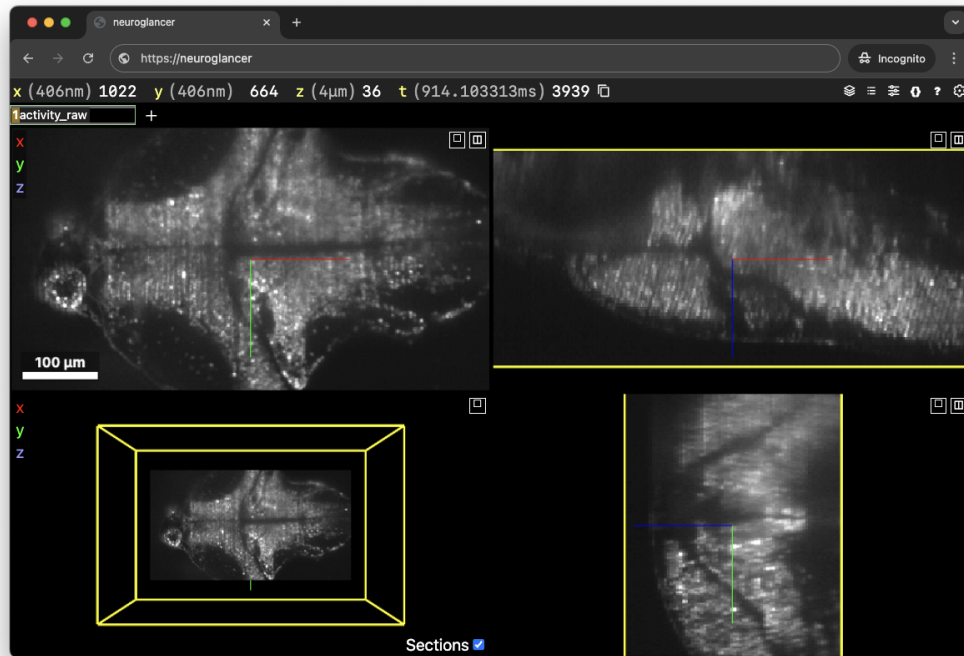 neuroglancer
https://neuroglancer
Incognito
x (406nm) 1022 y (406nm) 664 z (4μm) 36 t (914.103313ms) 3939
1activity_raw
x
y
z
100 μm
x
y
z
Sections